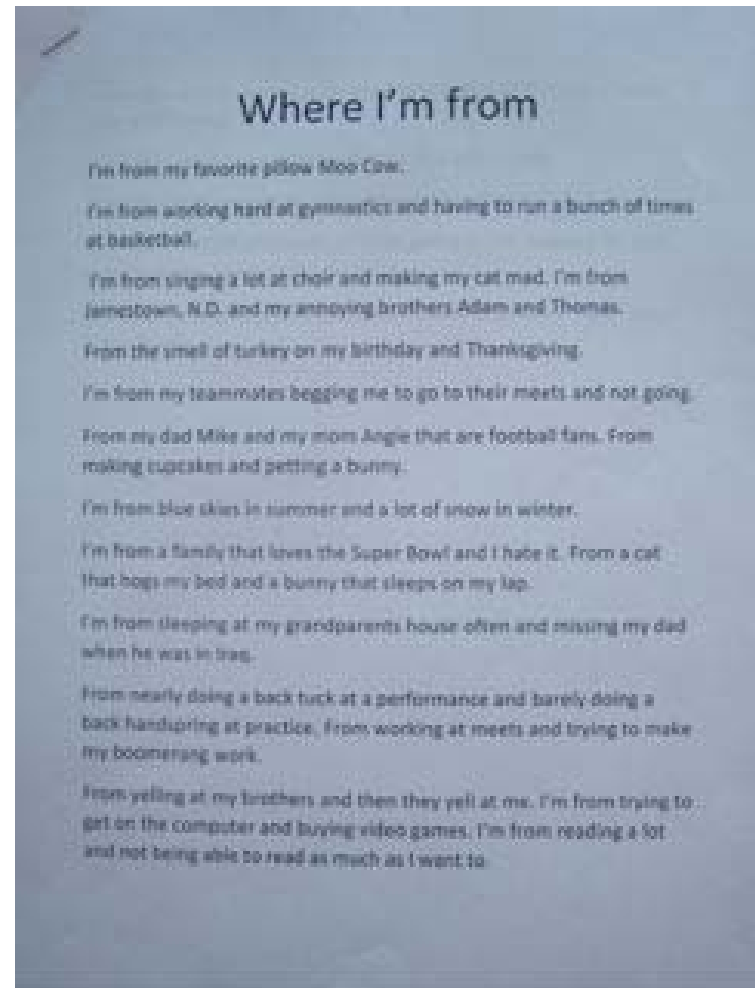 Where I'm from
I'm from my favorite pillow Moo Cow.
I'm from working hard at gymnastics and having to run a bunch of times
at basketball.
I'm from singing a lot at choir and making my cat mad. I'm from
Jamestown, N.D. and my annoying brothers Adam and Thomas.
From the smell of turkey on my birthday and Thanksgiving.
I'm from my teammates begging me to go to their meets and not going.
From my dad Mike and my mom Angie that are football fans. From
making cupcakes and petting a bunny.
I'm from blue skies in summer and a lot of snow in winter.
I'm from a family that loves the Super Bowl and I hate it. From a cat
that hogs my bed and a bunny that sleeps on my lap.
I'm from sleeping at my grandparents house often and missing my dad
when he was in Iraq.
From nearly doing a back tuck at a performance and barely doing a
back handspring at practice. From working at meets and trying to make
my boomerang work.
From yelling at my brothers and then they yell at me. I'm from trying to
get on the computer and buying video games. I'm from reading a lot
and not being able to read as much as I want to.